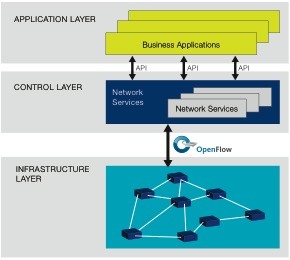 APPLICATION LAYER
Business Applications
API
API
API
CONTROL LAYER
Network
Services
Network Services
OpenFlow
INFRASTRUCTURE
LAYER